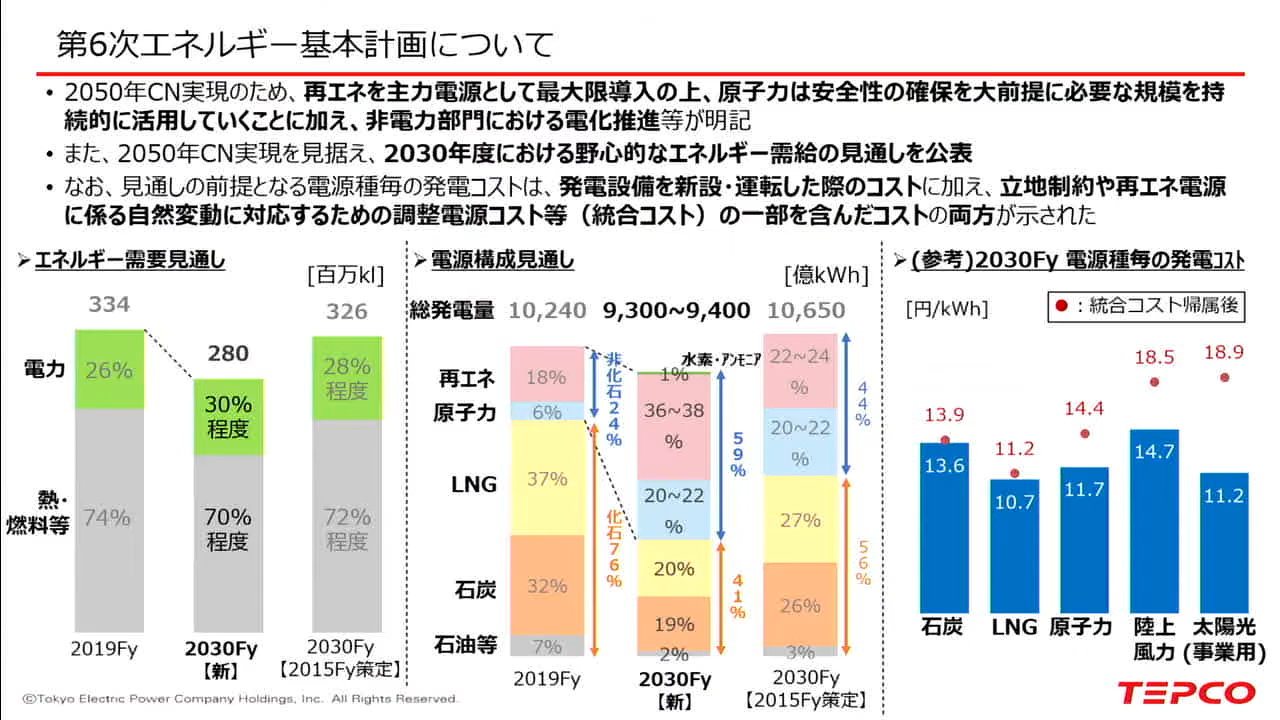 第6次エネルギー基本計画について
• 2050年CN実現のため、再エネを主力電源として最大限導入の上、原子力は安全性の確保を大前提に必要な規模を持
続的に活用していくことに加え、非電力部門における電化推進等が明記
• また、2050年CN実現を見据え、2030年度における野心的なエネルギー需給の見通しを公表
• なお、見通しの前提となる電源種毎の発電コストは、発電設備を新設・運転した際のコストに加え、立地制約や再エネ電源
に係る自然変動に対応するための調整電源コスト等（統合コスト）の一部を含んだコストの両方が示された
➢エネルギー需要見通し
[百万kl]
334
280
326
電力
26%
30%
程度
28%
程度
熱・
燃料等
74%
70%
程度
72%
程度
2019Fy
2030Fy
【新】
2030Fy
【2015Fy策定】
➢電源構成見通し
[億kWh]
総発電量 10,240 9,300~9,400 10,650
水素・アンモニア
1%
再エネ
18%
36~38
%
22~24
%
原子力
6%
20~22
%
20~22
%
LNG
37%
20%
27%
石炭
32%
19%
26%
石油等
7%
2%
3%
非化石24%
化石76%
59%
41%
44%
56%
2019Fy
2030Fy
【新】
2030Fy
【2015Fy策定】
➢(参考)2030Fy 電源種毎の発電ｺｽﾄ
[円/kWh]
●：統合コスト帰属後
13.9
11.2
14.4
18.5
18.9
13.6
10.7
11.7
14.7
11.2
石炭
LNG
原子力
陸上
風力
太陽光
(事業用)
©Tokyo Electric Power Company Holdings, Inc. All Rights Reserved.
TEPCO